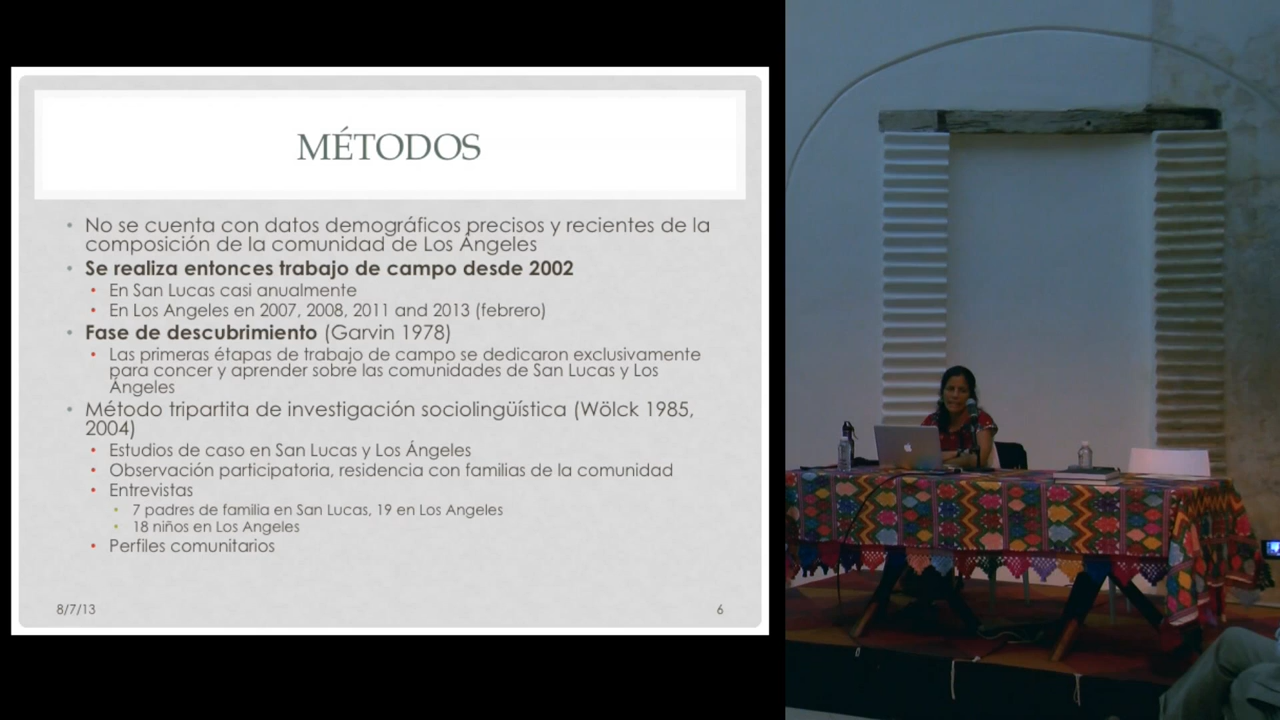 MÉTODOS
• No se cuenta con datos demográficos precisos y recientes de la
composición de la comunidad de Los Ángeles
• Se realiza entonces trabajo de campo desde 2002
• En San Lucas casi anualmente
• En Los Angeles en 2007, 2008, 2011 and 2013 (febrero)
• Fase de descubrimiento (Garvin 1978)
• Las primeras étapas de trabajo de campo se dedicaron exclusivamente
para concer y aprender sobre las comunidades de San Lucas y Los
Ángeles
• Método tripartita de investigación sociolingüística (Wölck 1985,
2004)
• Estudios de caso en San Lucas y Los Ángeles
• Observación participatoria, residencia con familias de la comunidad
• Entrevistas
• 7 padres de familia en San Lucas, 19 en Los Angeles
• 18 niños en Los Angeles
• Perfiles comunitarios
8/7/13
6